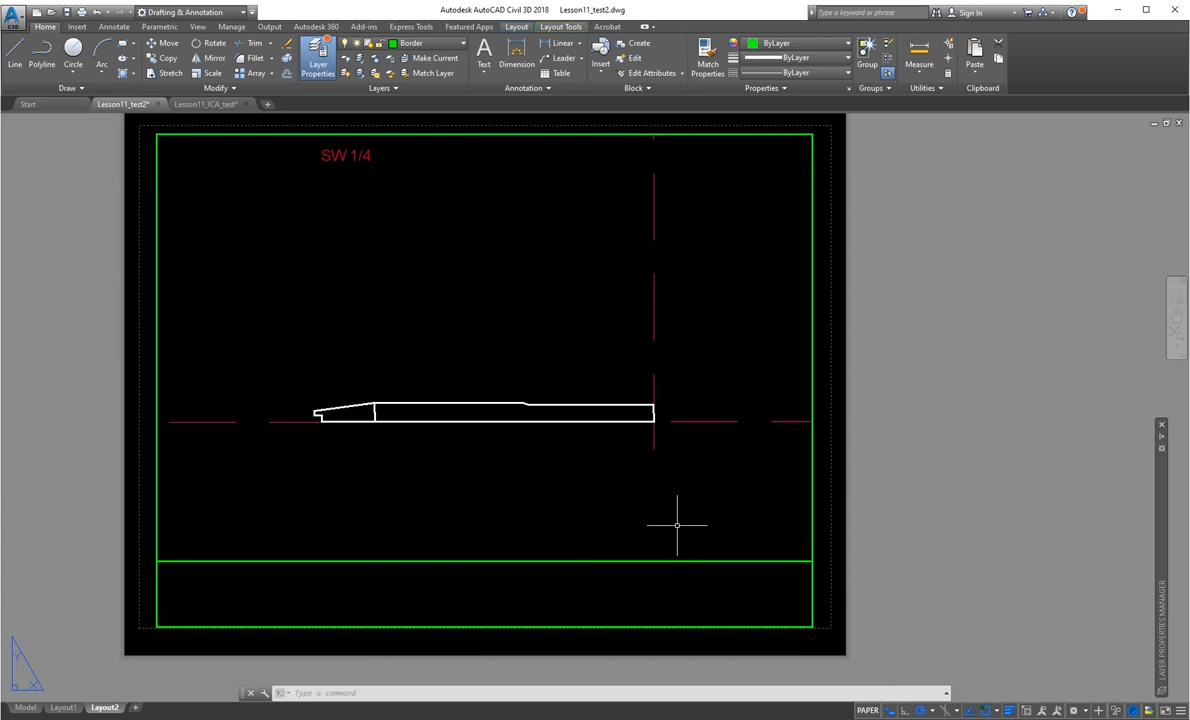 Drafting & Annotation
Autodesk AutoCAD Civil 3D 2018 Lesson11_test2.dwg
Type a keyword or phrase
Sign In
C3D
Home Insert Annotate Parametric View Manage Output Autodesk 360 Add-ins Express Tools Featured Apps Layout Layout Tools Acrobat
Line Polyline Circle Arc
Move Rotate Trim
Copy Mirror Fillet
Stretch Scale Array
Layer Properties
Border
Make Current
Match Layer
Text Dimension
Linear
Leader
Table
Insert
Create
Edit
Edit Attributes
Match Properties
ByLayer
ByLayer
ByLayer
Group Measure Paste
Draw Modify Layers Annotation Block Properties Groups Utilities Clipboard
Start Lesson11_test2* Lesson11_ICA_test*
SW 1/4
LAYER PROPERTIES MANAGER
Y
X
Type a command
Model Layout1 Layout2
PAPER